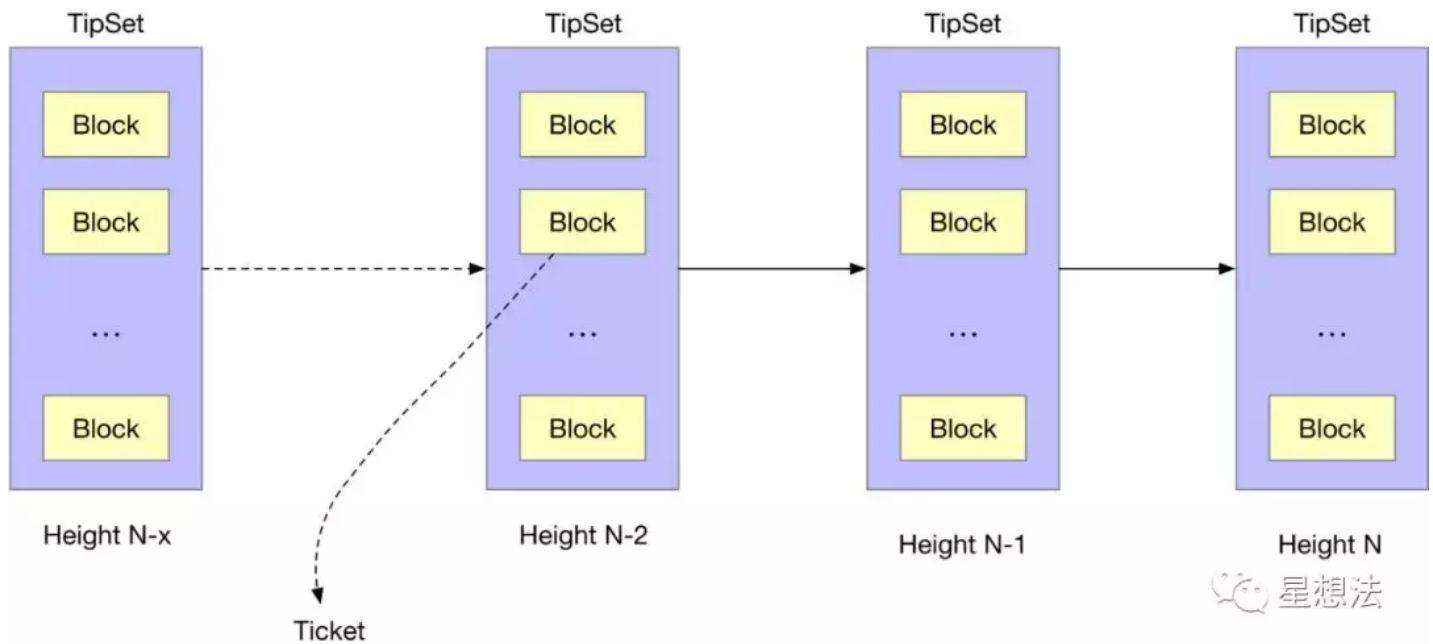 TipSet TipSet TipSet TipSet
Block Block Block Block
Block Block Block Block
... ... ... ...
Block Block Block Block
Height N-x Height N-2 Height N-1 Height N
星想法
Ticket